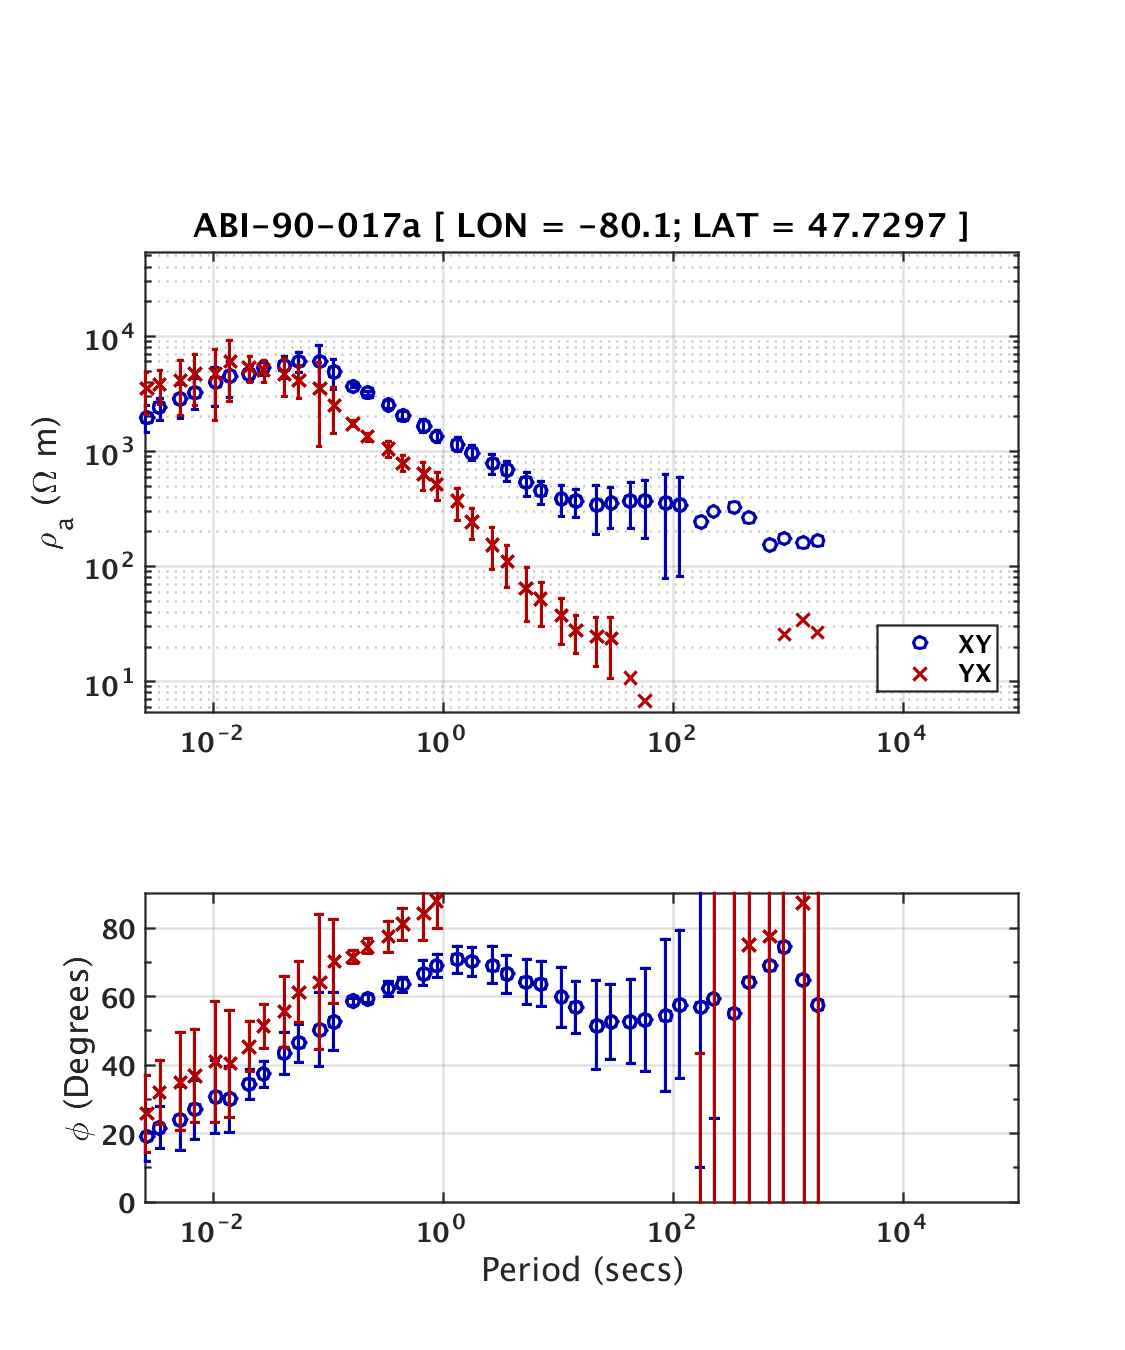 ABI-90-017a [ LON = -80.1; LAT = 47.7297 ]
ρa (Ω m)
10^4
10^3
10^2
10^1
XY
YX
10^-2 10^0 10^2 10^4
ϕ (Degrees)
80
60
40
20
0
10^-2 10^0 10^2 10^4
Period (secs)